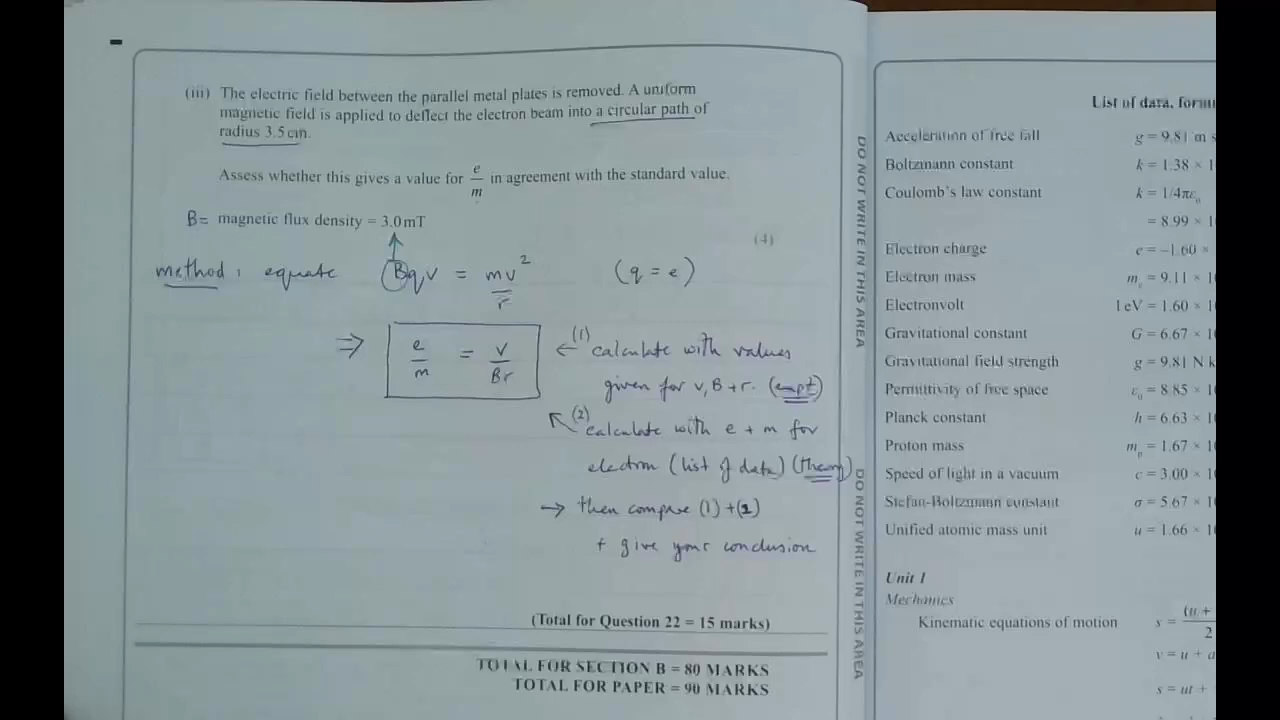 (iii) The electric field between the parallel metal plates is removed. A uniform
magnetic field is applied to deflect the electron beam into a circular path of
radius 3.5 cm.
Assess whether this gives a value for e/m in agreement with the standard value.
B= magnetic flux density = 3.0 mT
(4)
method: equate Bqv = mv²/r (q = e)
⇒ e/m = v/Br ← (1) calculate with values
given for v, B + r. (expt)
(2) calculate with e + m for
electron (list of data) (theory)
→ then compare (1) + (2)
+ give your conclusion
(Total for Question 22 = 15 marks)
TOTAL FOR SECTION B = 80 MARKS
TOTAL FOR PAPER = 90 MARKS
DO NOT WRITE IN THIS AREA
DO NOT WRITE IN THIS AREA
List of data, formu
Acceleration of free fall g = 9.81 m s
Boltzmann constant k = 1.38 × 1
Coulomb's law constant k = 1/4πε₀
= 8.99 × 1
Electron charge e = −1.60 ×
Electron mass mₑ = 9.11 × 1
Electronvolt 1 eV = 1.60 × 1
Gravitational constant G = 6.67 × 1
Gravitational field strength g = 9.81 N k
Permittivity of free space ε₀ = 8.85 × 1
Planck constant h = 6.63 × 1
Proton mass mₚ = 1.67 × 1
Speed of light in a vacuum c = 3.00 × 1
Stefan-Boltzmann constant σ = 5.67 × 1
Unified atomic mass unit u = 1.66 × 1
Unit 1
Mechanics
Kinematic equations of motion s = (u + / 2
v = u + a
s = ut +